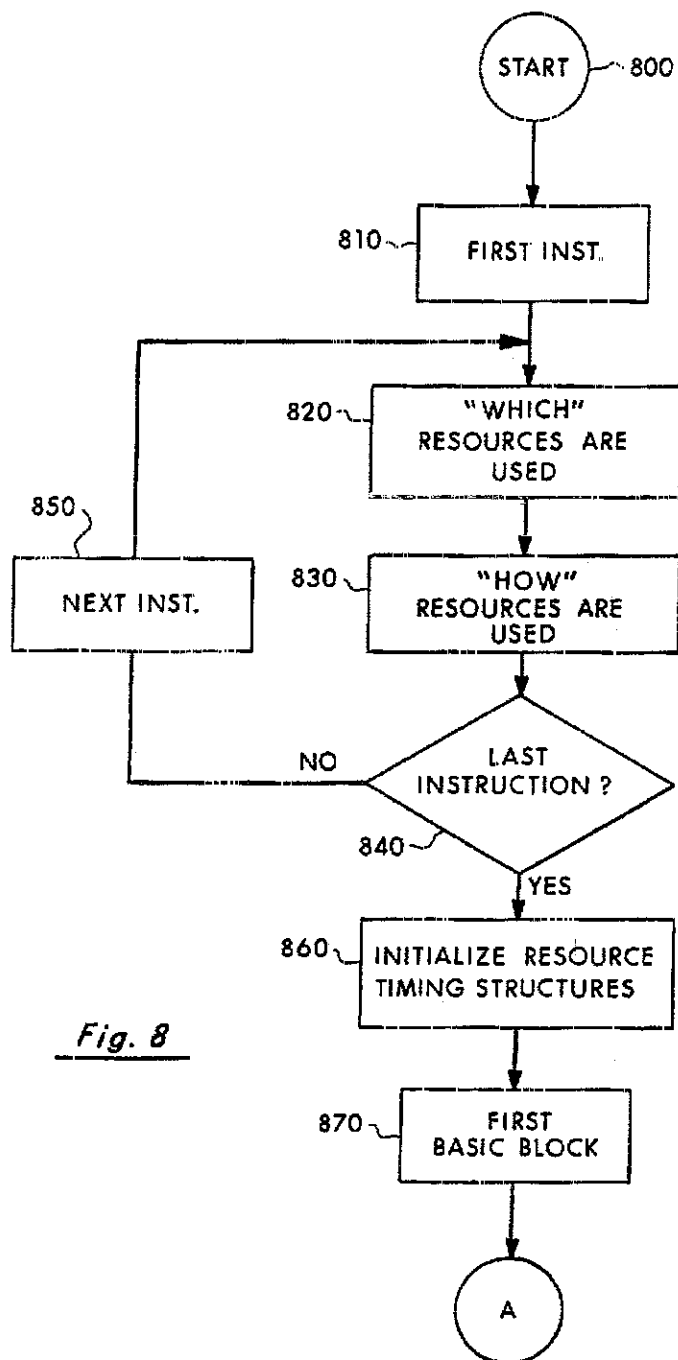 START
800
810
FIRST INST.
820
"WHICH"
RESOURCES ARE
USED
850
NEXT INST.
830
"HOW"
RESOURCES ARE
USED
NO
LAST
INSTRUCTION ?
840
YES
860
INITIALIZE RESOURCE
TIMING STRUCTURES
Fig. 8
870
FIRST
BASIC BLOCK
A